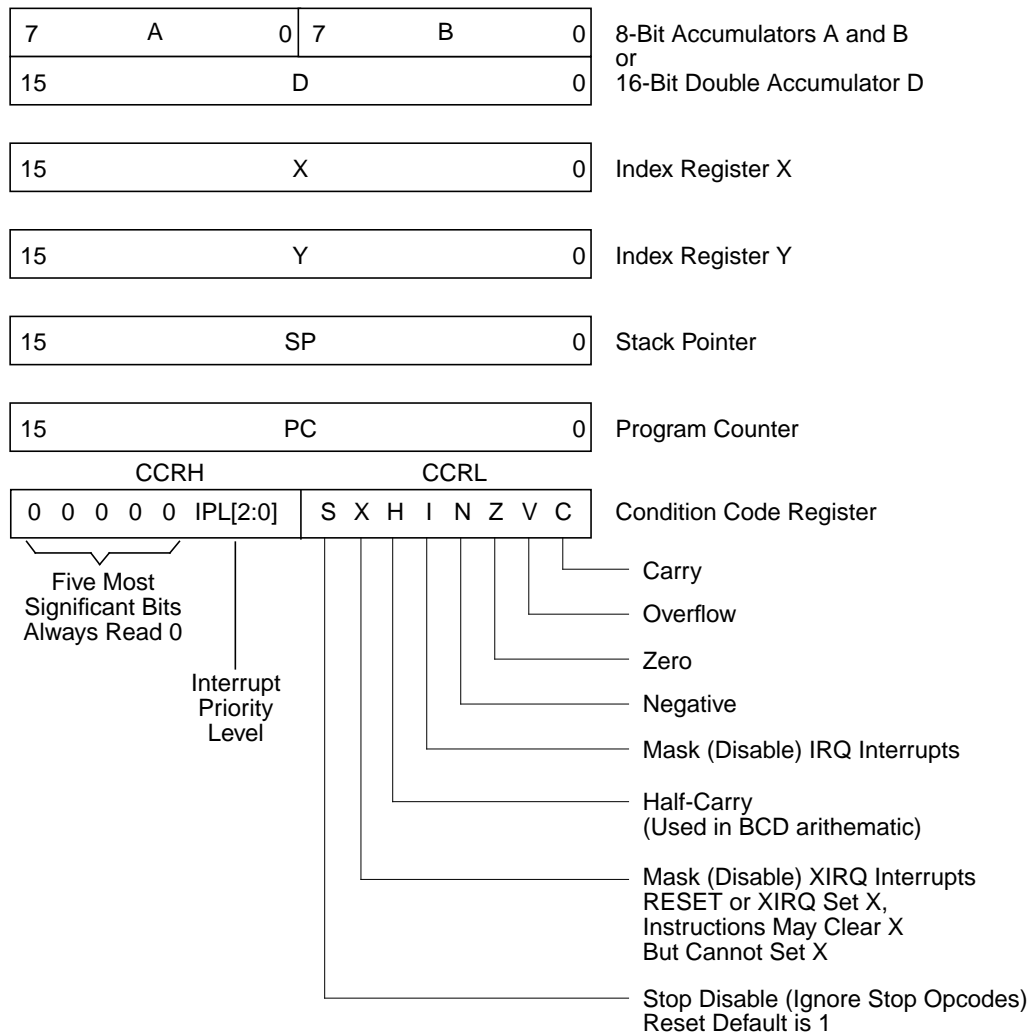 7 A 0 7 B 0 8-Bit Accumulators A and B
or
15 D 0 16-Bit Double Accumulator D
15 X 0 Index Register X
15 Y 0 Index Register Y
15 SP 0 Stack Pointer
15 PC 0 Program Counter
CCRH CCRL
0 0 0 0 0 IPL[2:0] S X H I N Z V C Condition Code Register
Five Most
Significant Bits
Always Read 0
Interrupt
Priority
Level
Carry
Overflow
Zero
Negative
Mask (Disable) IRQ Interrupts
Half-Carry
(Used in BCD arithematic)
Mask (Disable) XIRQ Interrupts
RESET or XIRQ Set X,
Instructions May Clear X
But Cannot Set X
Stop Disable (Ignore Stop Opcodes)
Reset Default is 1